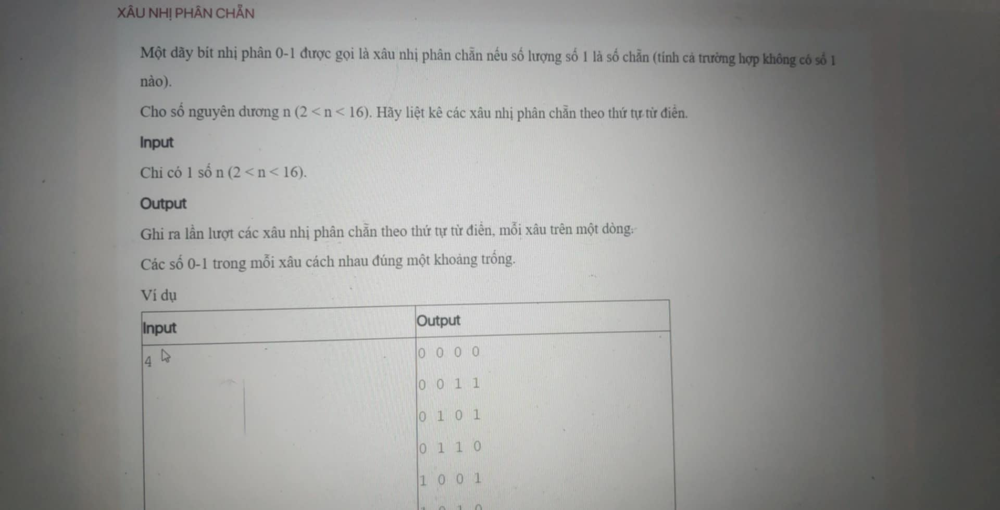 XÂU NHỊ PHÂN CHẴN
Một dãy bít nhị phân 0-1 được gọi là xâu nhị phân chẵn nếu số lượng số 1 là số chẵn (tính cả trường hợp không có số 1
nào).
Cho số nguyên dương n (2 < n < 16). Hãy liệt kê các xâu nhị phân chẵn theo thứ tự từ điển.
Input
Chỉ có 1 số n (2 < n < 16).
Output
Ghi ra lần lượt các xâu nhị phân chẵn theo thứ tự từ điển, mỗi xâu trên một dòng.
Các số 0-1 trong mỗi xâu cách nhau đúng một khoảng trống.
Ví dụ
Input Output
4 0 0 0 0
0 0 1 1
0 1 0 1
0 1 1 0
1 0 0 1
1 0 1 0